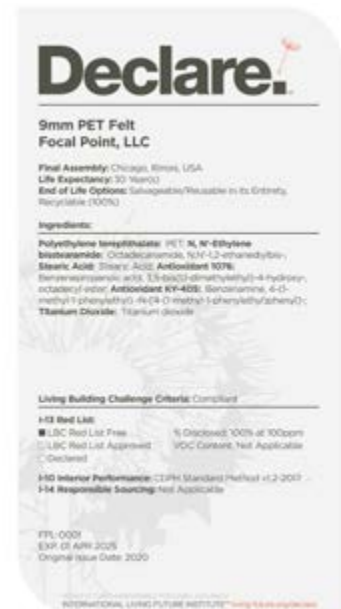 Declare.
9mm PET Felt
Focal Point, LLC
Final Assembly: Chicago, Illinois, USA
Life Expectancy: 30 Year(s)
End of Life Options: Salvageable/Reusable in its Entirety,
Recyclable (100%)
Ingredients:
Polyethylene terephthalate: PET; N, N'-Ethylene
bisstearamide: Octadecanamide, N,N'-1,2-ethanediylbis-;
Stearic Acid: Stearic Acid; Antioxidant 1076:
Benzenepropanoic acid, 3,5-bis(1,1-dimethylethyl)-4-hydroxy-,
octadecyl ester; Antioxidant KY-405: Benzenamine, 4-(1-
methyl-1-phenylethyl)-N-[4-(1-methyl-1-phenylethyl)phenyl]-;
Titanium Dioxide: Titanium dioxide
Living Building Challenge Criteria: Compliant
I-13 Red List:
LBC Red List Free
% Disclosed: 100% at 100ppm
LBC Red List Approved
VOC Content: Not Applicable
Declared
I-10 Interior Performance: CDPH Standard Method v1.2-2017
I-14 Responsible Sourcing: Not Applicable
FPL-0001
EXP. 01 APR 2025
Original Issue Date: 2020
INTERNATIONAL LIVING FUTURE INSTITUTE™ living-future.org/declare